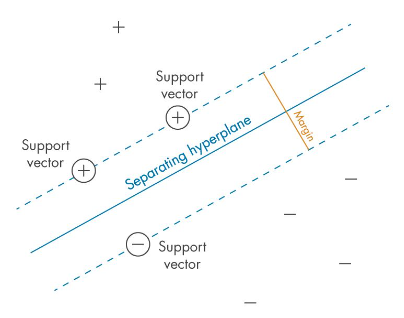 Support
vector
Support
vector
Separating hyperplane
Margin
Support
vector